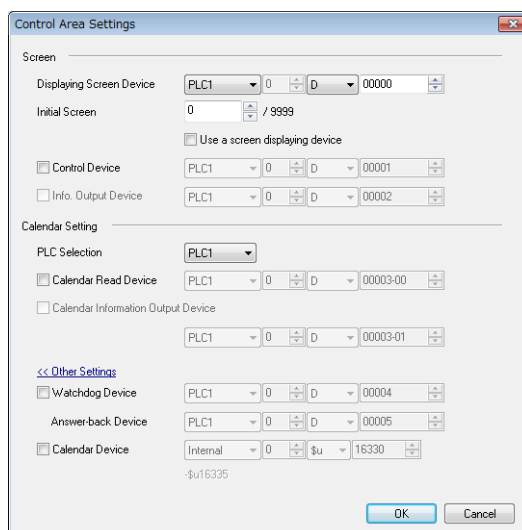 Control Area Settings
Screen
Displaying Screen Device PLC1 0 D 00000
Initial Screen 0 / 9999
Use a screen displaying device
Control Device PLC1 0 D 00001
Info. Output Device PLC1 0 D 00002
Calendar Setting
PLC Selection PLC1
Calendar Read Device PLC1 0 D 00003-00
Calendar Information Output Device
PLC1 0 D 00003-01
<< Other Settings
Watchdog Device PLC1 0 D 00004
Answer-back Device PLC1 0 D 00005
Calendar Device Internal 0 $u 16330
-$u16335
OK Cancel